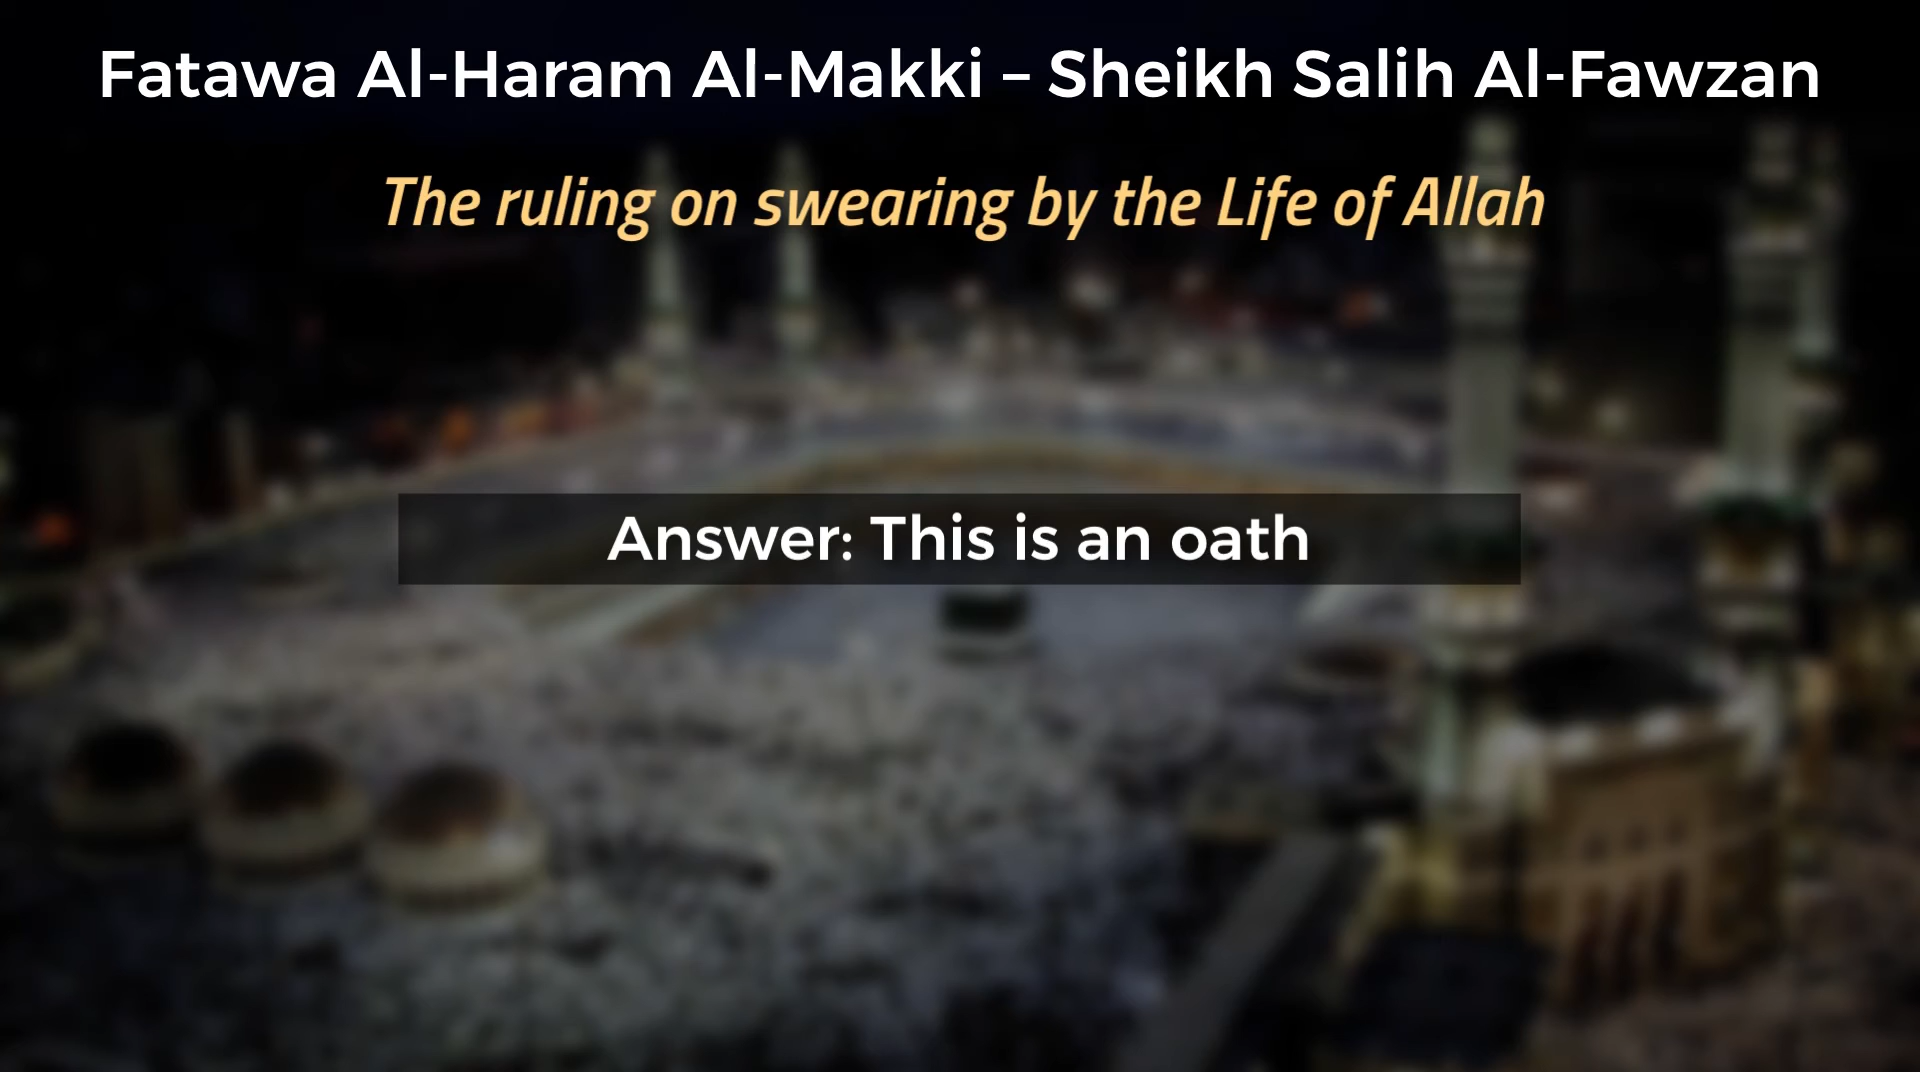 Fatawa Al-Haram Al-Makki – Sheikh Salih Al-Fawzan
The ruling on swearing by the Life of Allah
Answer: This is an oath